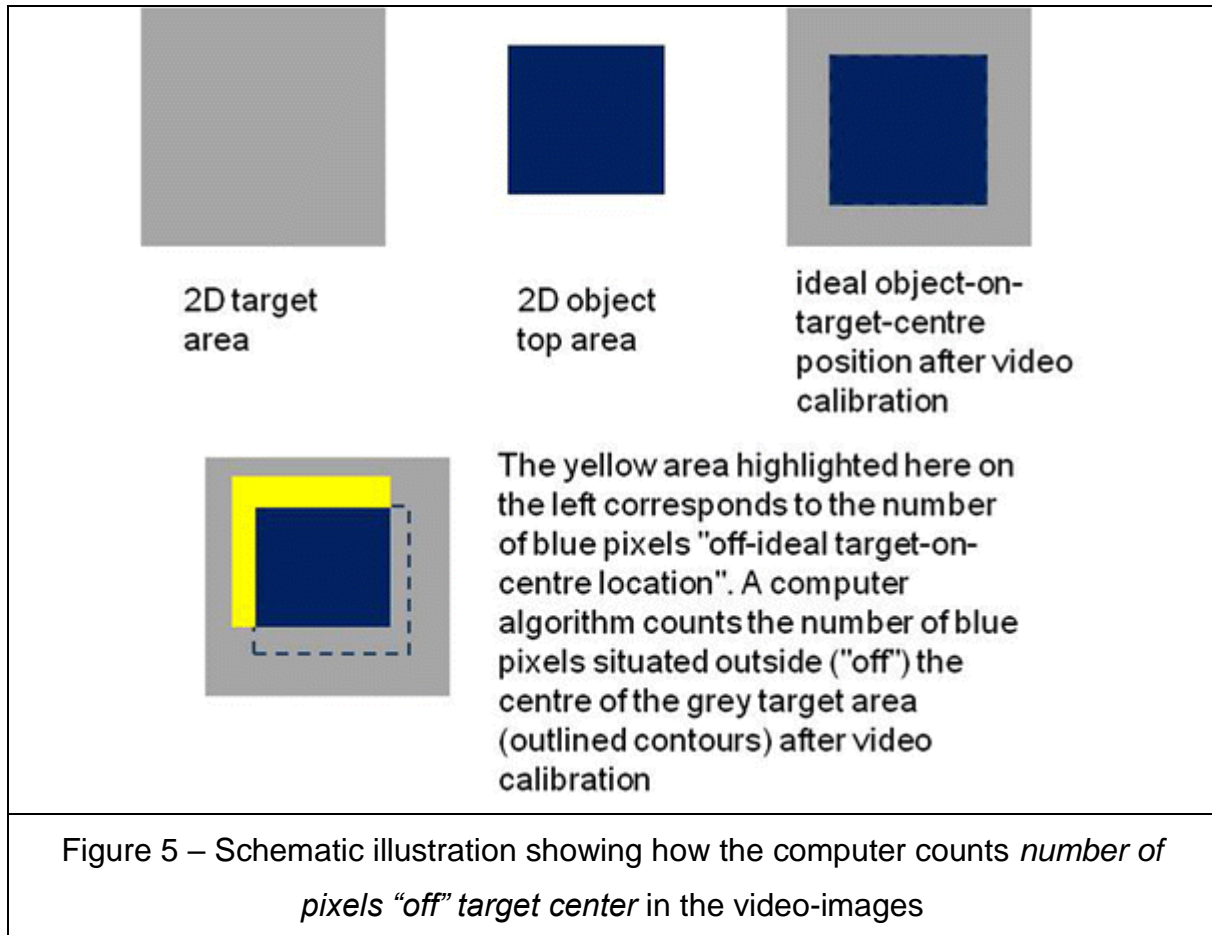 2D target
area
2D object
top area
ideal object-on-
target-centre
position after video
calibration
The yellow area highlighted here on
the left corresponds to the number
of blue pixels "off-ideal target-on-
centre location". A computer
algorithm counts the number of blue
pixels situated outside ("off") the
centre of the grey target area
(outlined contours) after video
calibration
Figure 5 – Schematic illustration showing how the computer counts number of
pixels “off” target center in the video-images